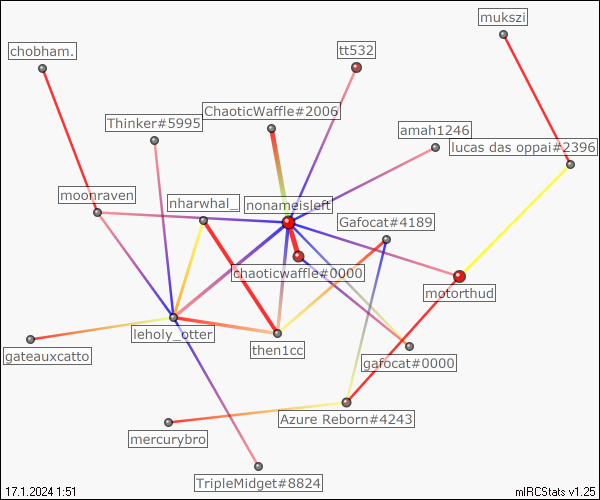 mukszi
chobham.
tt532
ChaoticWaffle#2006
Thinker#5995
amah1246
lucas das oppai#2396
moonraven
nharwhal_
nonameisleft
Gafocat#4189
chaoticwaffle#0000
motorthud
leholy_otter
then1cc
gateauxcatto
gafocat#0000
Azure Reborn#4243
mercurybro
TripleMidget#8824
17.1.2024 1:51
mIRCStats v1.25